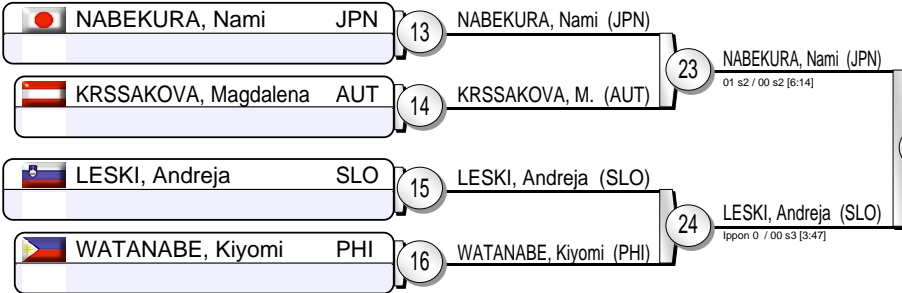 NABEKURA, Nami JPN
13
NABEKURA, Nami (JPN)
KRSSAKOVA, Magdalena AUT
14
KRSSAKOVA, M. (AUT)
23
NABEKURA, Nami (JPN)
01 s2 / 00 s2 [6:14]
LESKI, Andreja SLO
15
LESKI, Andreja (SLO)
WATANABE, Kiyomi PHI
16
WATANABE, Kiyomi (PHI)
24
LESKI, Andreja (SLO)
Ippon 0 / 00 s3 [3:47]